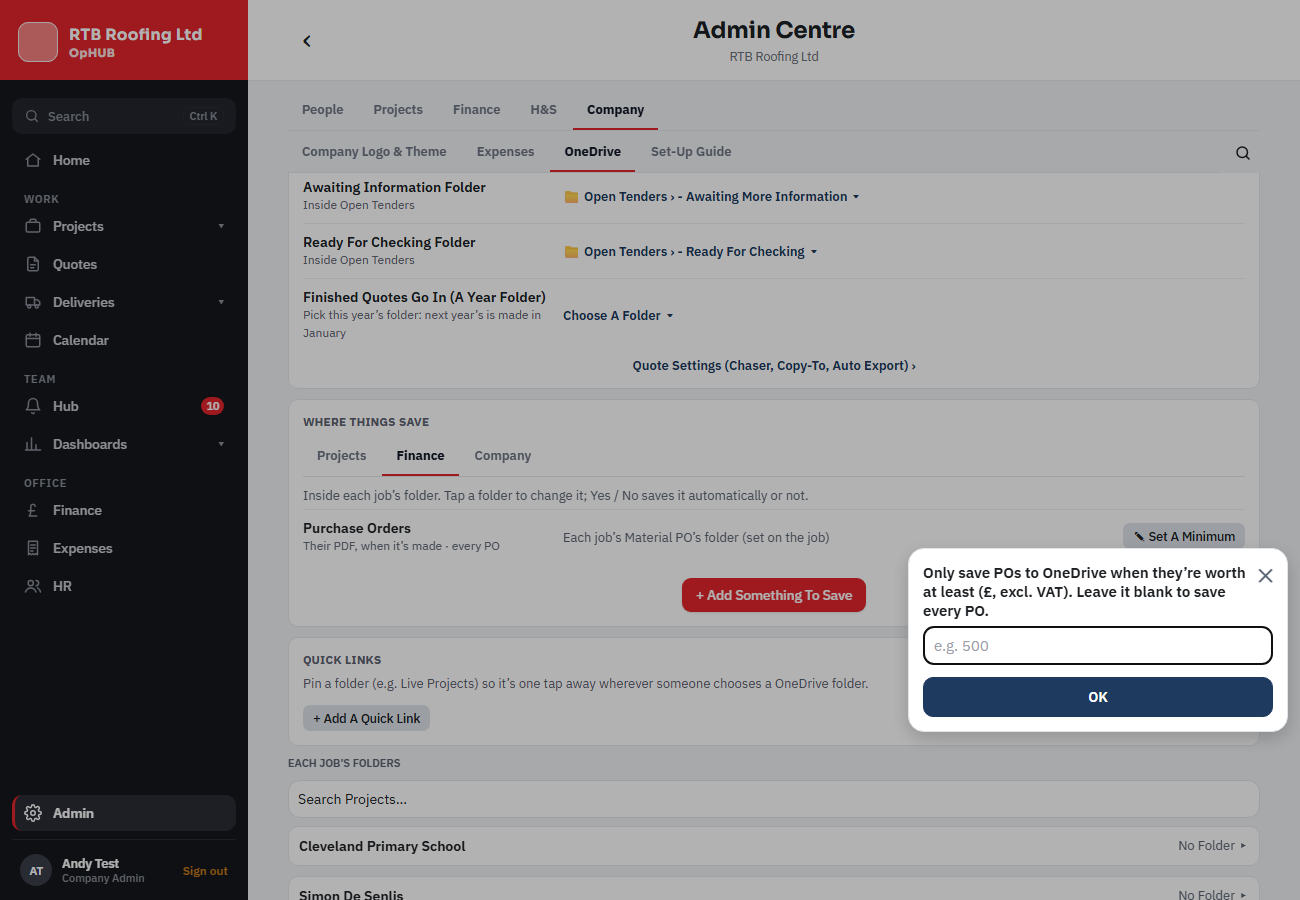 RTB Roofing Ltd
OpHUB
Search Ctrl K
Home
WORK
Projects
Quotes
Deliveries
Calendar
TEAM
Hub 10
Dashboards
OFFICE
Finance
Expenses
HR
Admin
AT
Andy Test
Company Admin
Sign out
Admin Centre
RTB Roofing Ltd
People Projects Finance H&S Company
Company Logo & Theme Expenses OneDrive Set-Up Guide
Awaiting Information Folder
Inside Open Tenders
Open Tenders › - Awaiting More Information
Ready For Checking Folder
Inside Open Tenders
Open Tenders › - Ready For Checking
Finished Quotes Go In (A Year Folder)
Pick this year’s folder: next year’s is made in
January
Choose A Folder
Quote Settings (Chaser, Copy-To, Auto Export) ›
WHERE THINGS SAVE
Projects Finance Company
Inside each job’s folder. Tap a folder to change it; Yes / No saves it automatically or not.
Purchase Orders
Their PDF, when it’s made · every PO
Each job’s Material PO’s folder (set on the job)
Set A Minimum
+ Add Something To Save
Only save POs to OneDrive when they’re worth
at least (£, excl. VAT). Leave it blank to save
every PO.
e.g. 500
OK
QUICK LINKS
Pin a folder (e.g. Live Projects) so it’s one tap away wherever someone chooses a OneDrive folder.
+ Add A Quick Link
EACH JOB’S FOLDERS
Search Projects...
Cleveland Primary School No Folder
Simon De Senlis No Folder